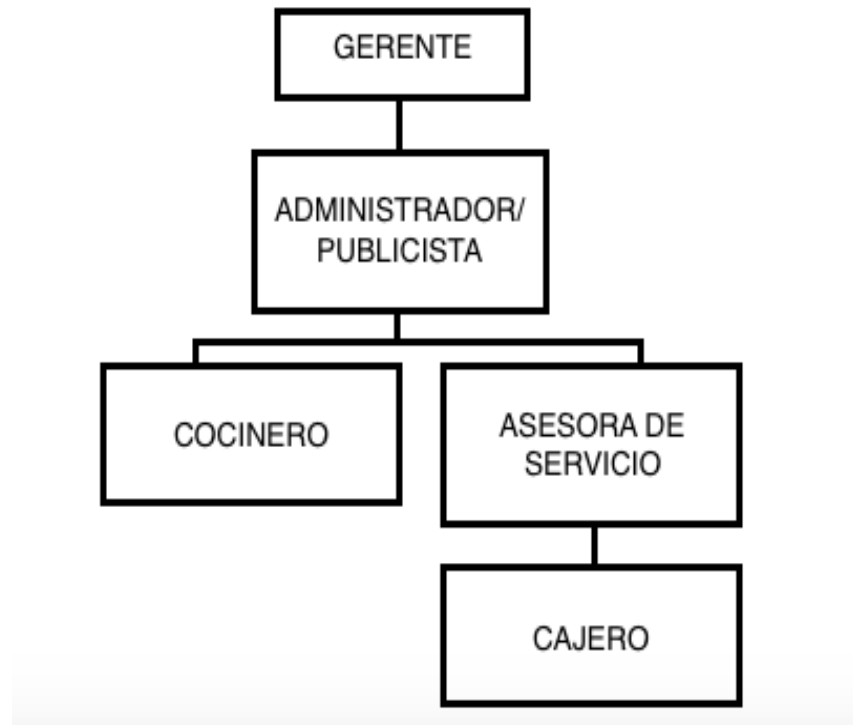 GERENTE
ADMINISTRADOR/
PUBLICISTA
COCINERO
ASESORA DE
SERVICIO
CAJERO